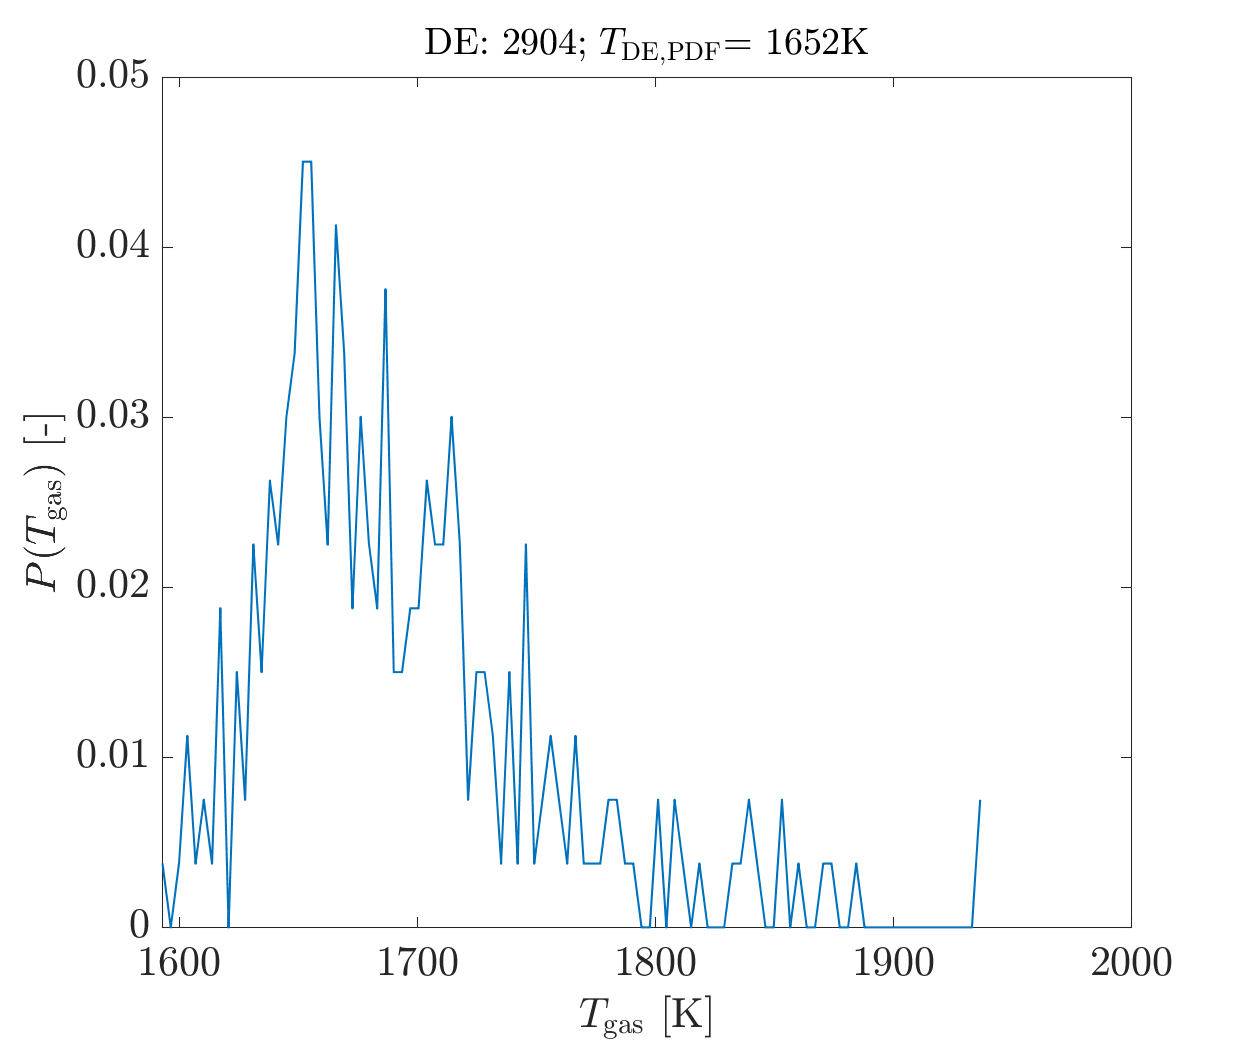 DE: 2904; T_DE,PDF= 1652K
0.05
0.04
0.03
0.02
0.01
0
P(T_gas) [-]
1600 1700 1800 1900 2000
T_gas [K]